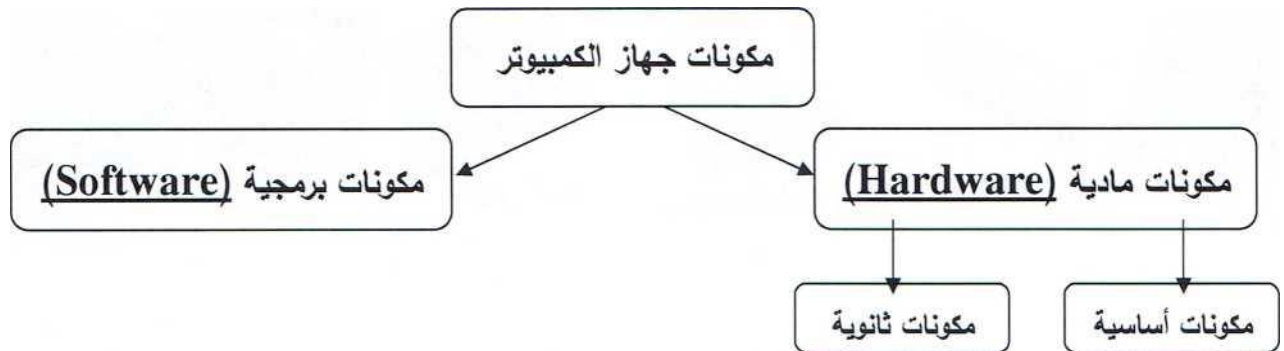 مكونات جهاز الكمبيوتر
مكونات مادية (Hardware)
مكونات برمجية (Software)
مكونات أساسية
مكونات ثانوية